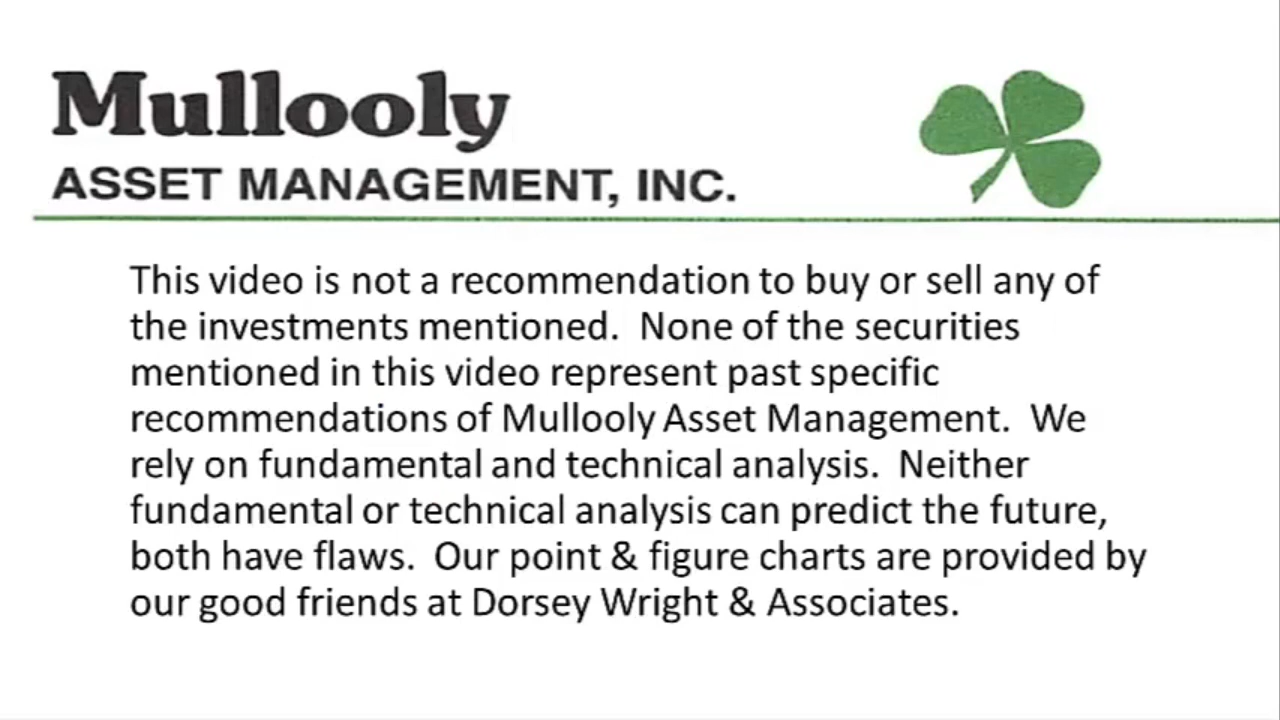 Mullooly
ASSET MANAGEMENT, INC.
This video is not a recommendation to buy or sell any of
the investments mentioned.  None of the securities
mentioned in this video represent past specific
recommendations of Mullooly Asset Management.  We
rely on fundamental and technical analysis.  Neither
fundamental or technical analysis can predict the future,
both have flaws.  Our point & figure charts are provided by
our good friends at Dorsey Wright & Associates.